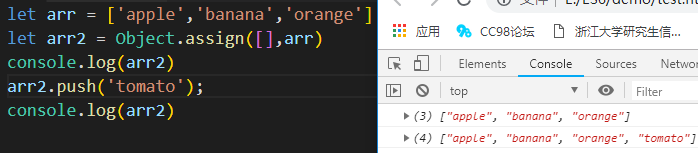 let arr = ['apple','banana','orange']
let arr2 = Object.assign([],arr)
console.log(arr2)
arr2.push('tomato');
console.log(arr2)
应用 CC98论坛 浙江大学研究生信...
Elements Console Sources
top Filter
(3) ["apple", "banana", "orange"]
(4) ["apple", "banana", "orange", "tomato"]